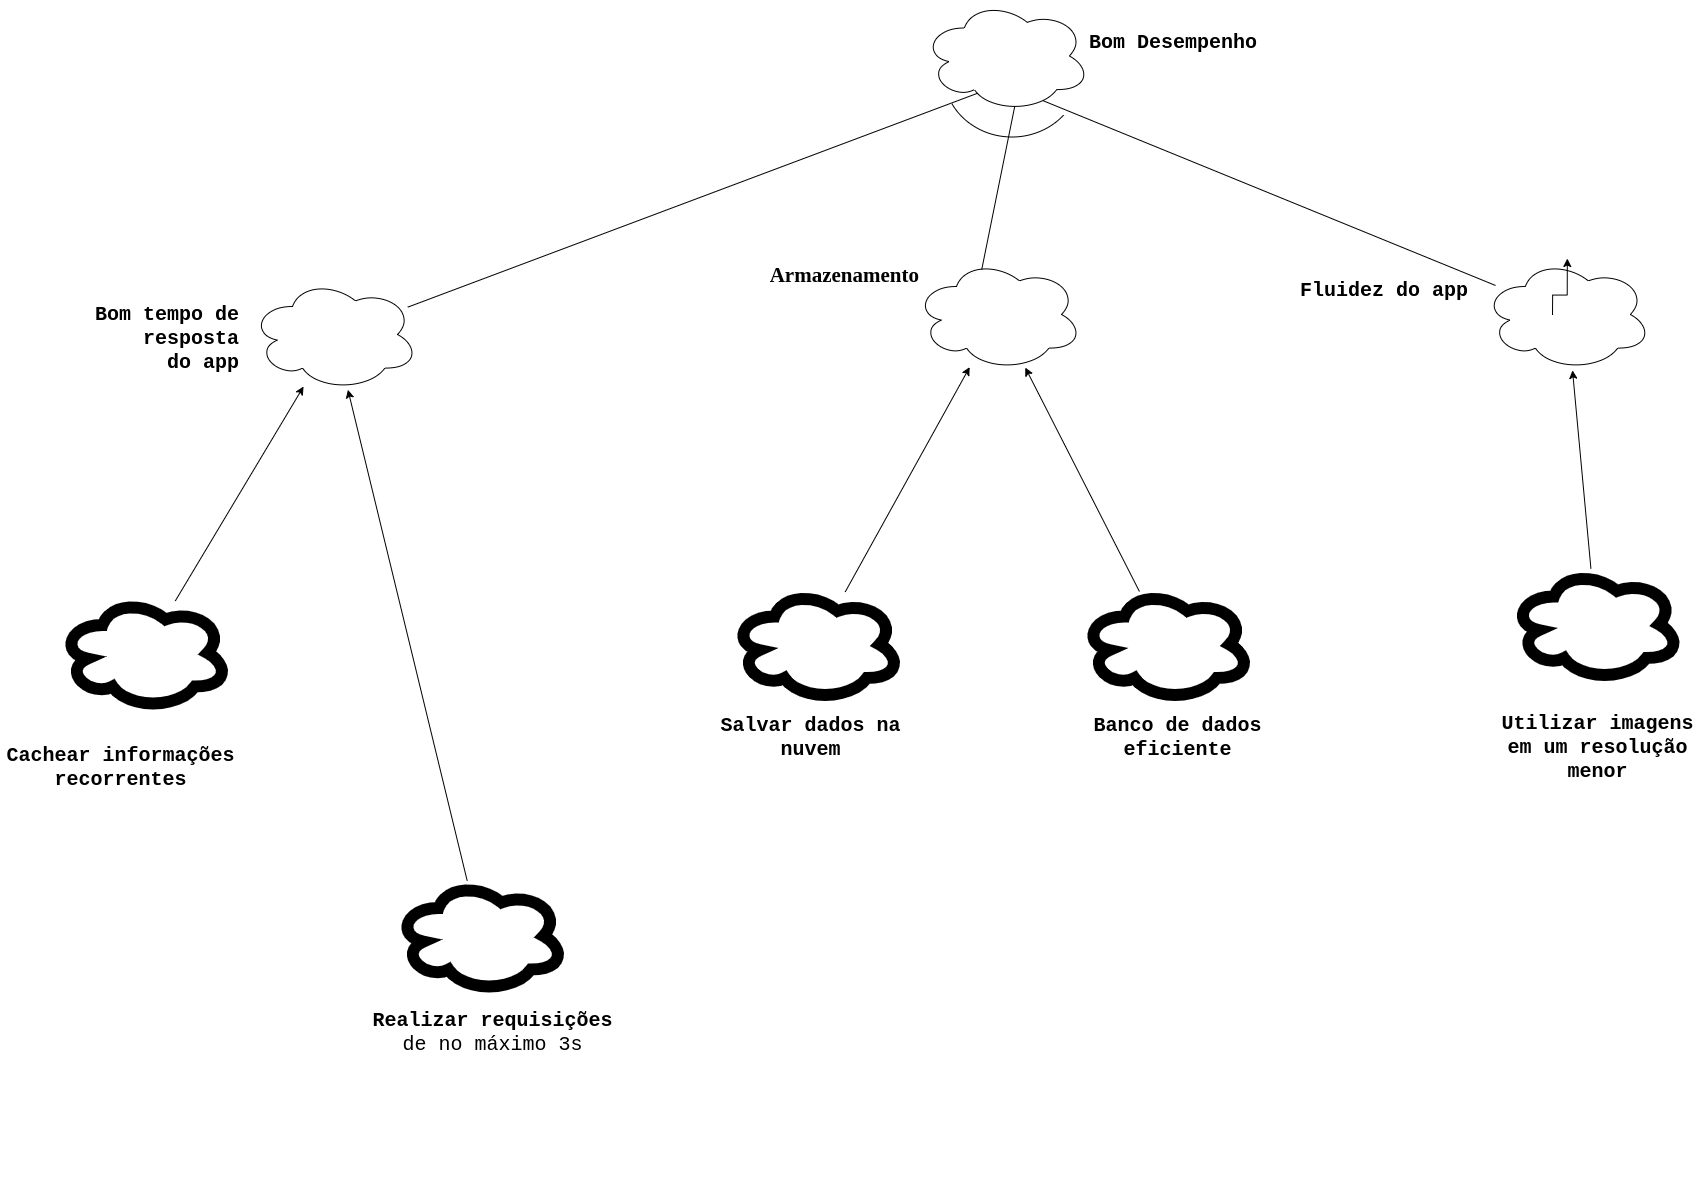 Bom Desempenho
Bom tempo de
resposta
do app
Armazenamento
Fluidez do app
Cachear informações
recorrentes
Salvar dados na
nuvem
Banco de dados
eficiente
Utilizar imagens
em um resolução
menor
Realizar requisições
de no máximo 3s